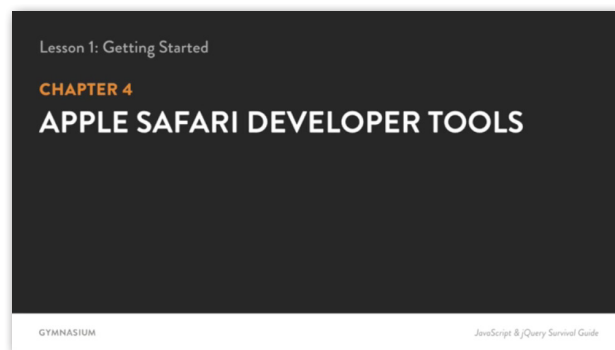 Lesson 1: Getting Started
CHAPTER 4
APPLE SAFARI DEVELOPER TOOLS
GYMNASIUM
JavaScript & jQuery Survival Guide